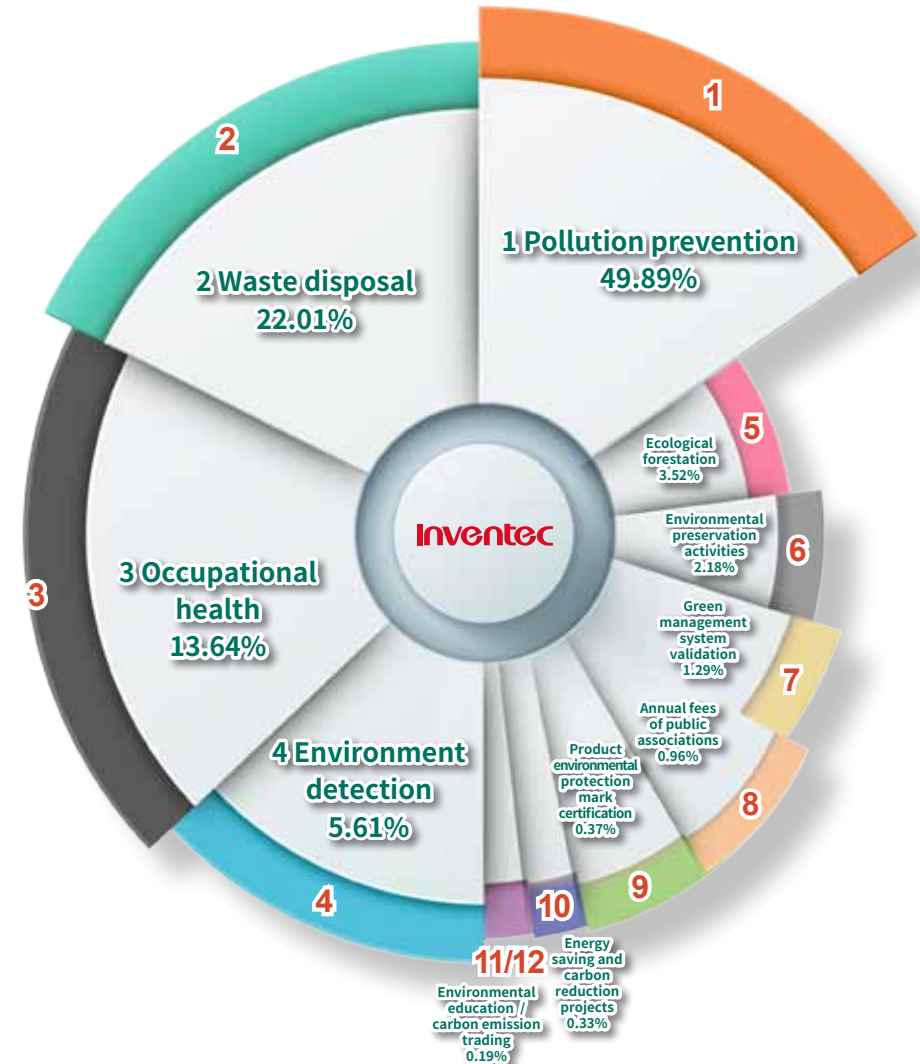 1
1 Pollution prevention
49.89%
2
2 Waste disposal
22.01%
3
3 Occupational
health
13.64%
4 Environment
detection
5.61%
4
Inventec
5
Ecological
forestation
3.52%
6
Environmental
preservation
activities
2.18%
7
Green
management
system
validation
1.29%
8
Annual fees
of public
associations
0.96%
9
Product
environmental
protection
mark
certification
0.37%
10
Energy
saving and
carbon
reduction
projects
0.33%
11/12
Environmental
education /
carbon emission
trading
0.19%